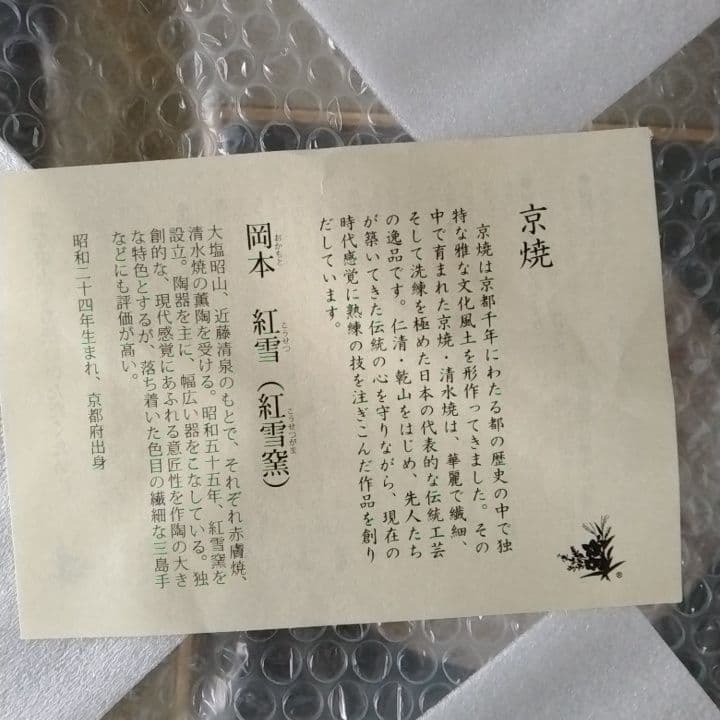 京焼
京焼は京都千年にわたる都の歴史の中で独
特な雅な文化風土を形作ってきました。その
中で育まれた京焼・清水焼は、華麗で繊細、
そして洗練を極めた日本の代表的な伝統工芸
の逸品です。仁清・乾山をはじめ、先人たち
が築いてきた伝統の心を守りながら、現在の
時代感覚に熟練の技を注ぎこんだ作品を創り
だしています。
岡本 紅雪（紅雪窯）
おかもと こうせつ こうせつがま
大塩昭山、近藤清泉のもとで、それぞれ赤膚焼、
清水焼の薫陶を受ける。昭和五十五年、紅雪窯を
設立。陶器を主に、幅広い器をこなしている。独
創的な、現代感覚にあふれる意匠性を作陶の大き
な特色とするが、落ち着いた色目の繊細な三島手
などにも評価が高い。
昭和二十四年生まれ、京都府出身
®